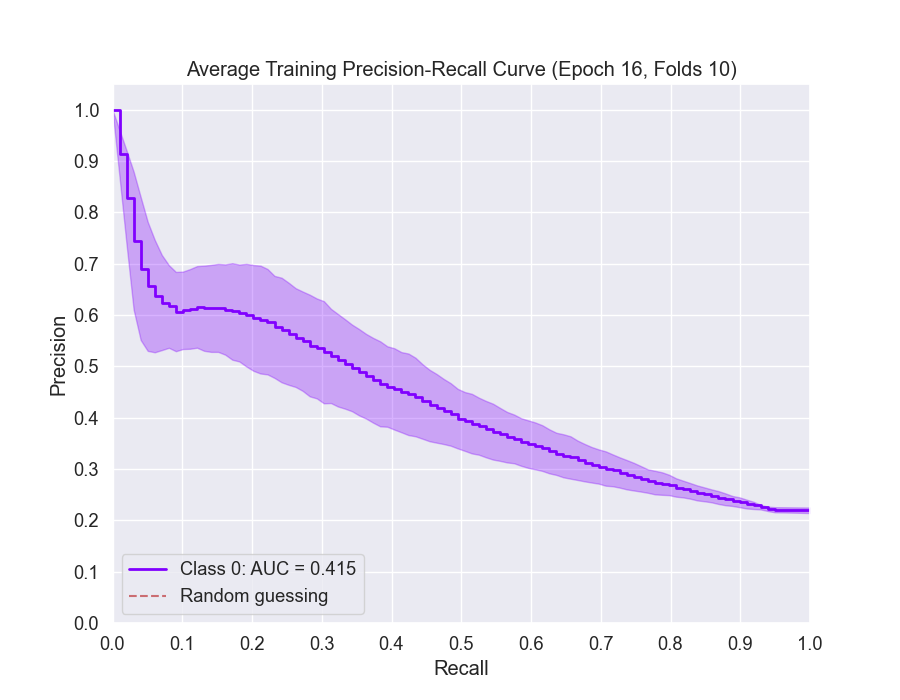 Average Training Precision-Recall Curve (Epoch 16, Folds 10)
Precision
1.0
0.9
0.8
0.7
0.6
0.5
0.4
0.3
0.2
0.1
0.0
Class 0: AUC = 0.415
Random guessing
0.0 0.1 0.2 0.3 0.4 0.5 0.6 0.7 0.8 0.9 1.0
Recall